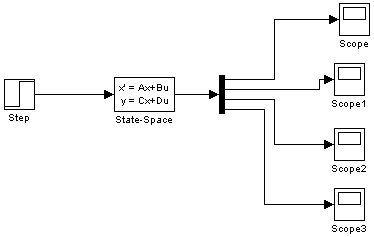 Scope
x' = Ax+Bu
y = Cx+Du
Scope1
Step
State-Space
Scope2
Scope3